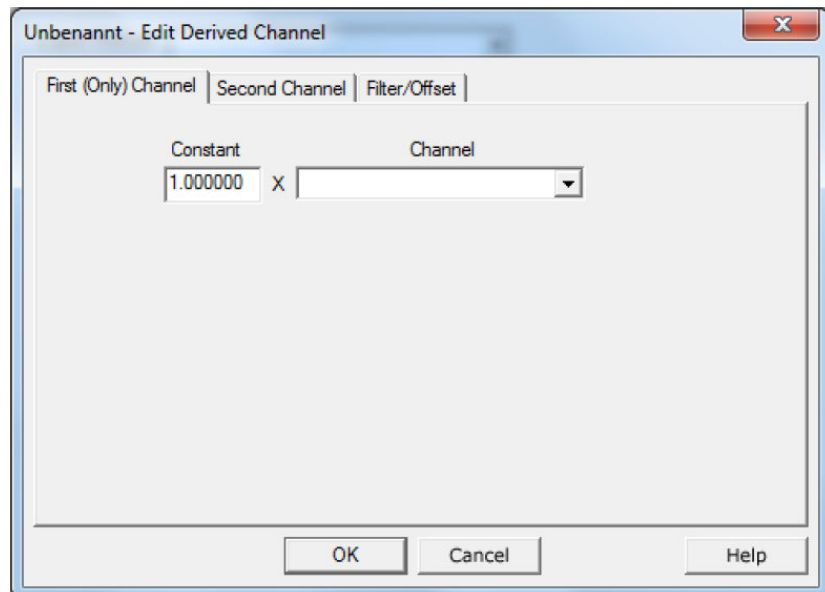 Unbenannt - Edit Derived Channel
First (Only) Channel Second Channel Filter/Offset
Constant Channel
1.000000 X
OK Cancel Help